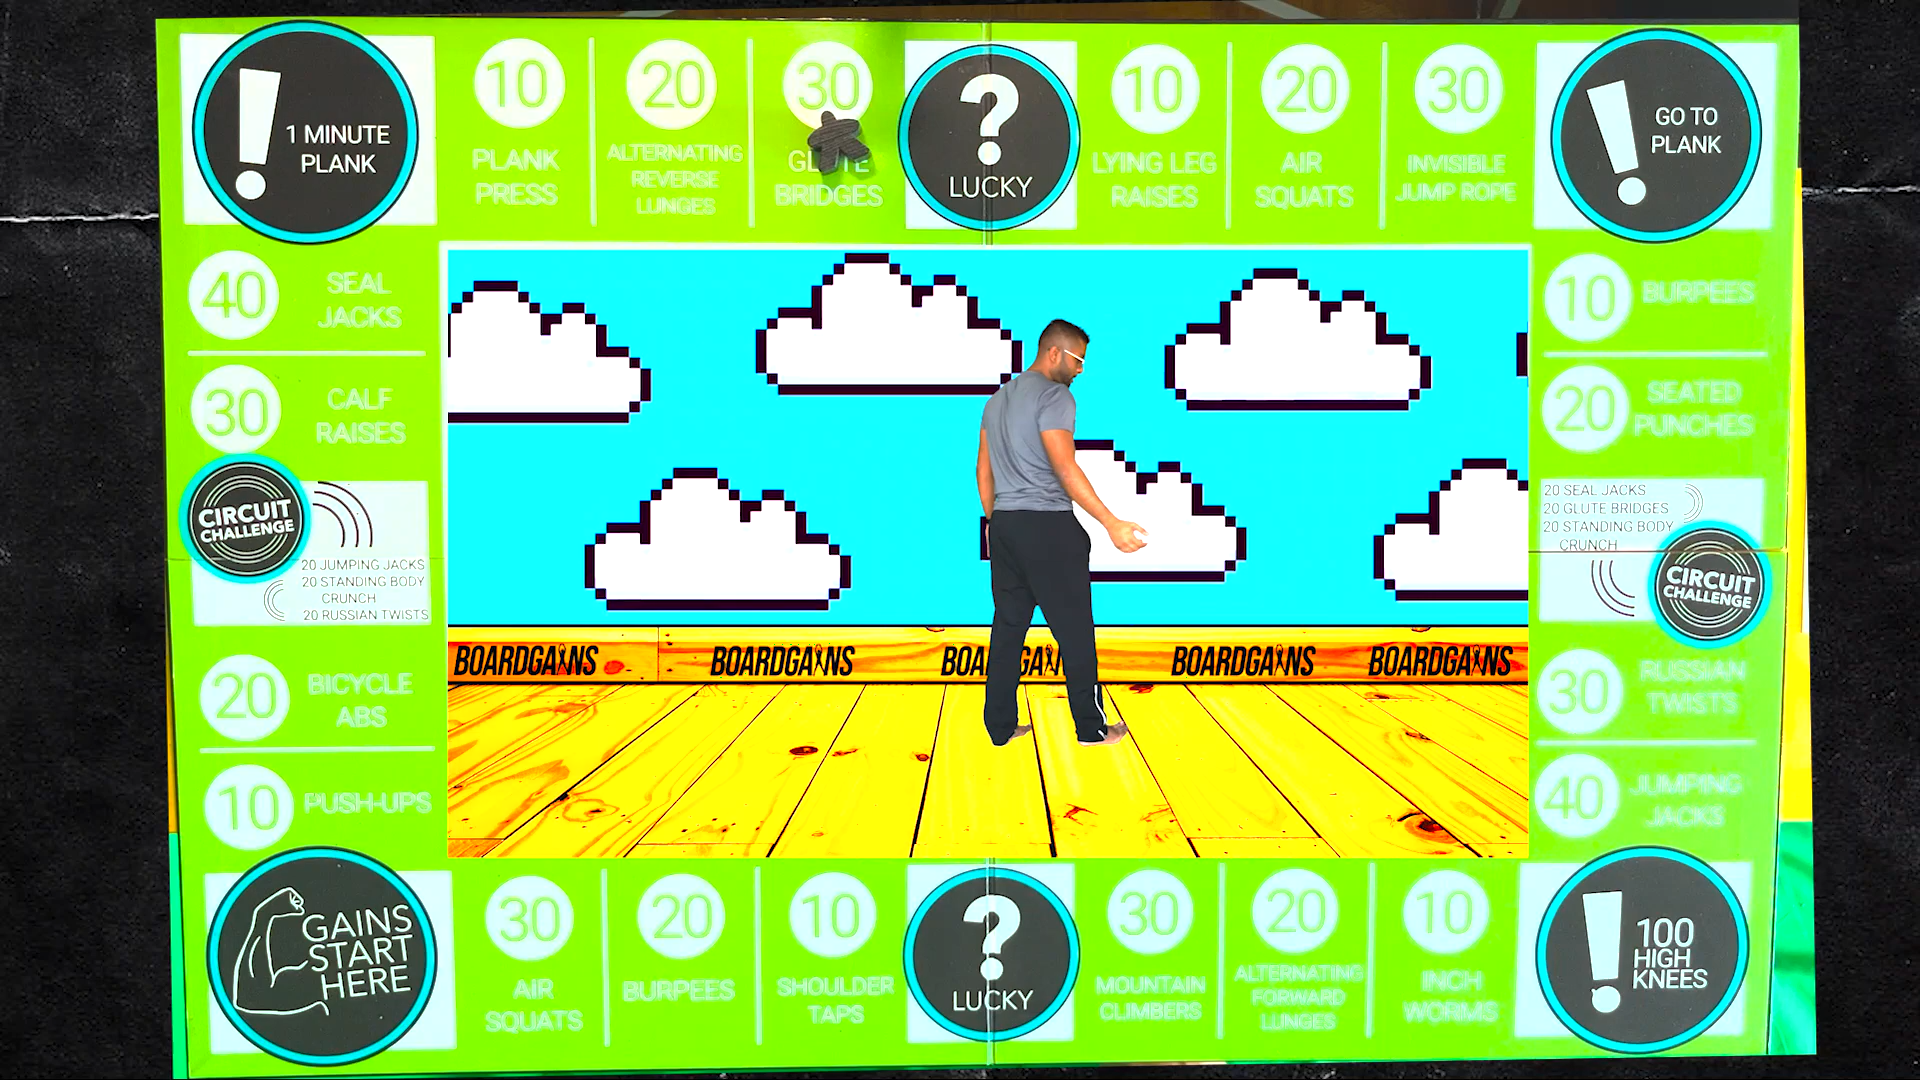 1 MINUTE
PLANK
10
PLANK
PRESS
20
ALTERNATING
REVERSE
LUNGES
30
GLUTE
BRIDGES
?
LUCKY
10
LYING LEG
RAISES
20
AIR
SQUATS
30
INVISIBLE
JUMP ROPE
!
GO TO
PLANK
40
SEAL
JACKS
30
CALF
RAISES
CIRCUIT
CHALLENGE
20 JUMPING JACKS
20 STANDING BODY
CRUNCH
20 RUSSIAN TWISTS
20
BICYCLE
ABS
10
PUSH-UPS
BOARDGAINS
BOARDGAINS
BOARDGAINS
BOARDGAINS
BOARDGAINS
10
BURPEES
20
SEATED
PUNCHES
20 SEAL JACKS
20 GLUTE BRIDGES
20 STANDING BODY
CRUNCH
CIRCUIT
CHALLENGE
30
RUSSIAN
TWISTS
40
JUMPING
JACKS
GAINS
START
HERE
30
AIR
SQUATS
20
BURPEES
10
SHOULDER
TAPS
?
LUCKY
30
MOUNTAIN
CLIMBERS
20
ALTERNATING
FORWARD
LUNGES
10
INCH
WORMS
!
100
HIGH
KNEES